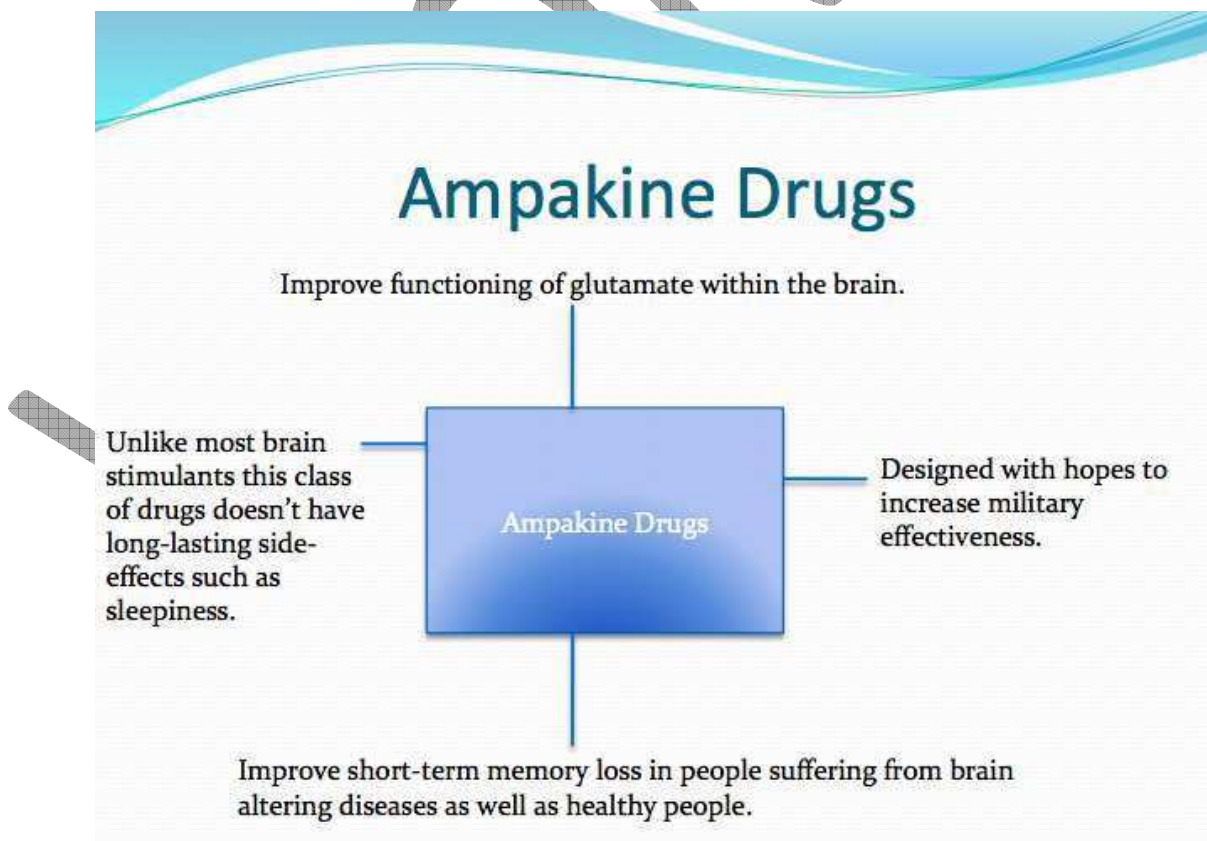 Ampakine Drugs
Improve functioning of glutamate within the brain.
Unlike most brain
stimulants this class
of drugs doesn't have
long-lasting side-
effects such as
sleepiness.
Ampakine Drugs
Designed with hopes to
increase military
effectiveness.
Improve short-term memory loss in people suffering from brain
altering diseases as well as healthy people.